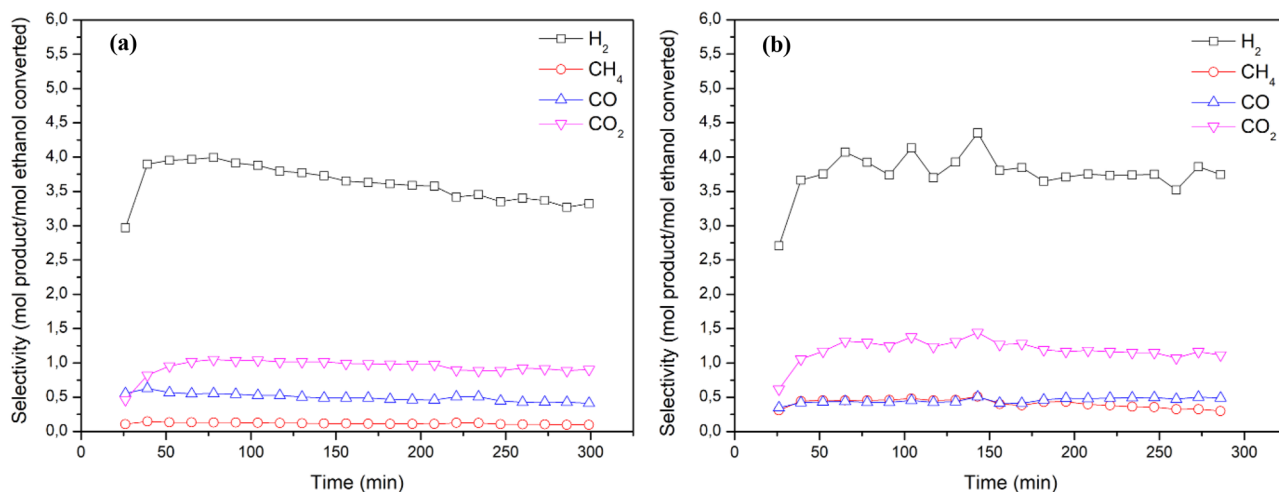 (a)
H₂
CH₄
CO
CO₂
6,0
5,5
5,0
4,5
4,0
3,5
3,0
2,5
2,0
1,5
1,0
0,5
0,0
Selectivity (mol product/mol ethanol converted)
0 50 100 150 200 250 300
Time (min)
(b)
H₂
CH₄
CO
CO₂
6,0
5,5
5,0
4,5
4,0
3,5
3,0
2,5
2,0
1,5
1,0
0,5
0,0
Selectivity (mol product/mol ethanol converted)
0 50 100 150 200 250 300
Time (min)